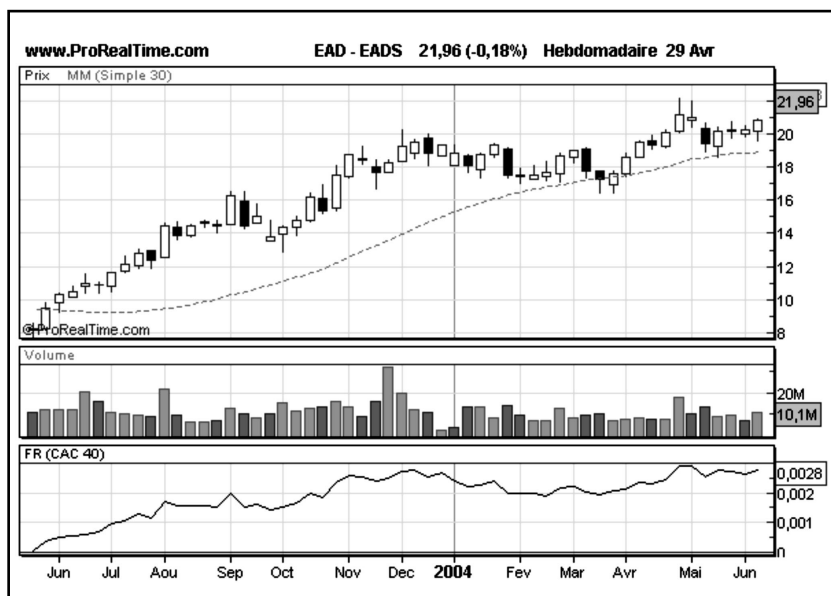 www.ProRealTime.com EAD - EADS 21,96 (-0,18%) Hebdomadaire 29 Avr
Prix MM (Simple 30)
21,96
20
18
16
14
12
10
8
© ProRealTime.com
Volume
20M
10,1M
FR (CAC 40)
0,0028
0,002
0,001
0
Jun Jul Aou Sep Oct Nov Dec 2004 Fev Mar Avr Mai Jun